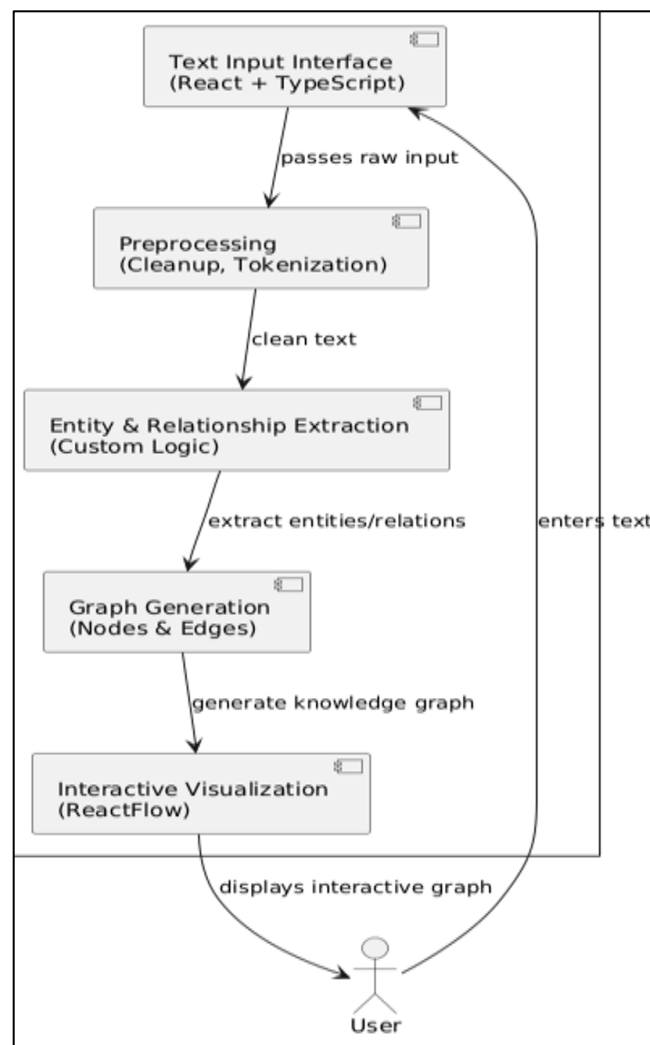 Text Input Interface
(React + TypeScript)
passes raw input
Preprocessing
(Cleanup, Tokenization)
clean text
Entity & Relationship Extraction
(Custom Logic)
extract entities/relations
enters text
Graph Generation
(Nodes & Edges)
generate knowledge graph
Interactive Visualization
(ReactFlow)
displays interactive graph
User